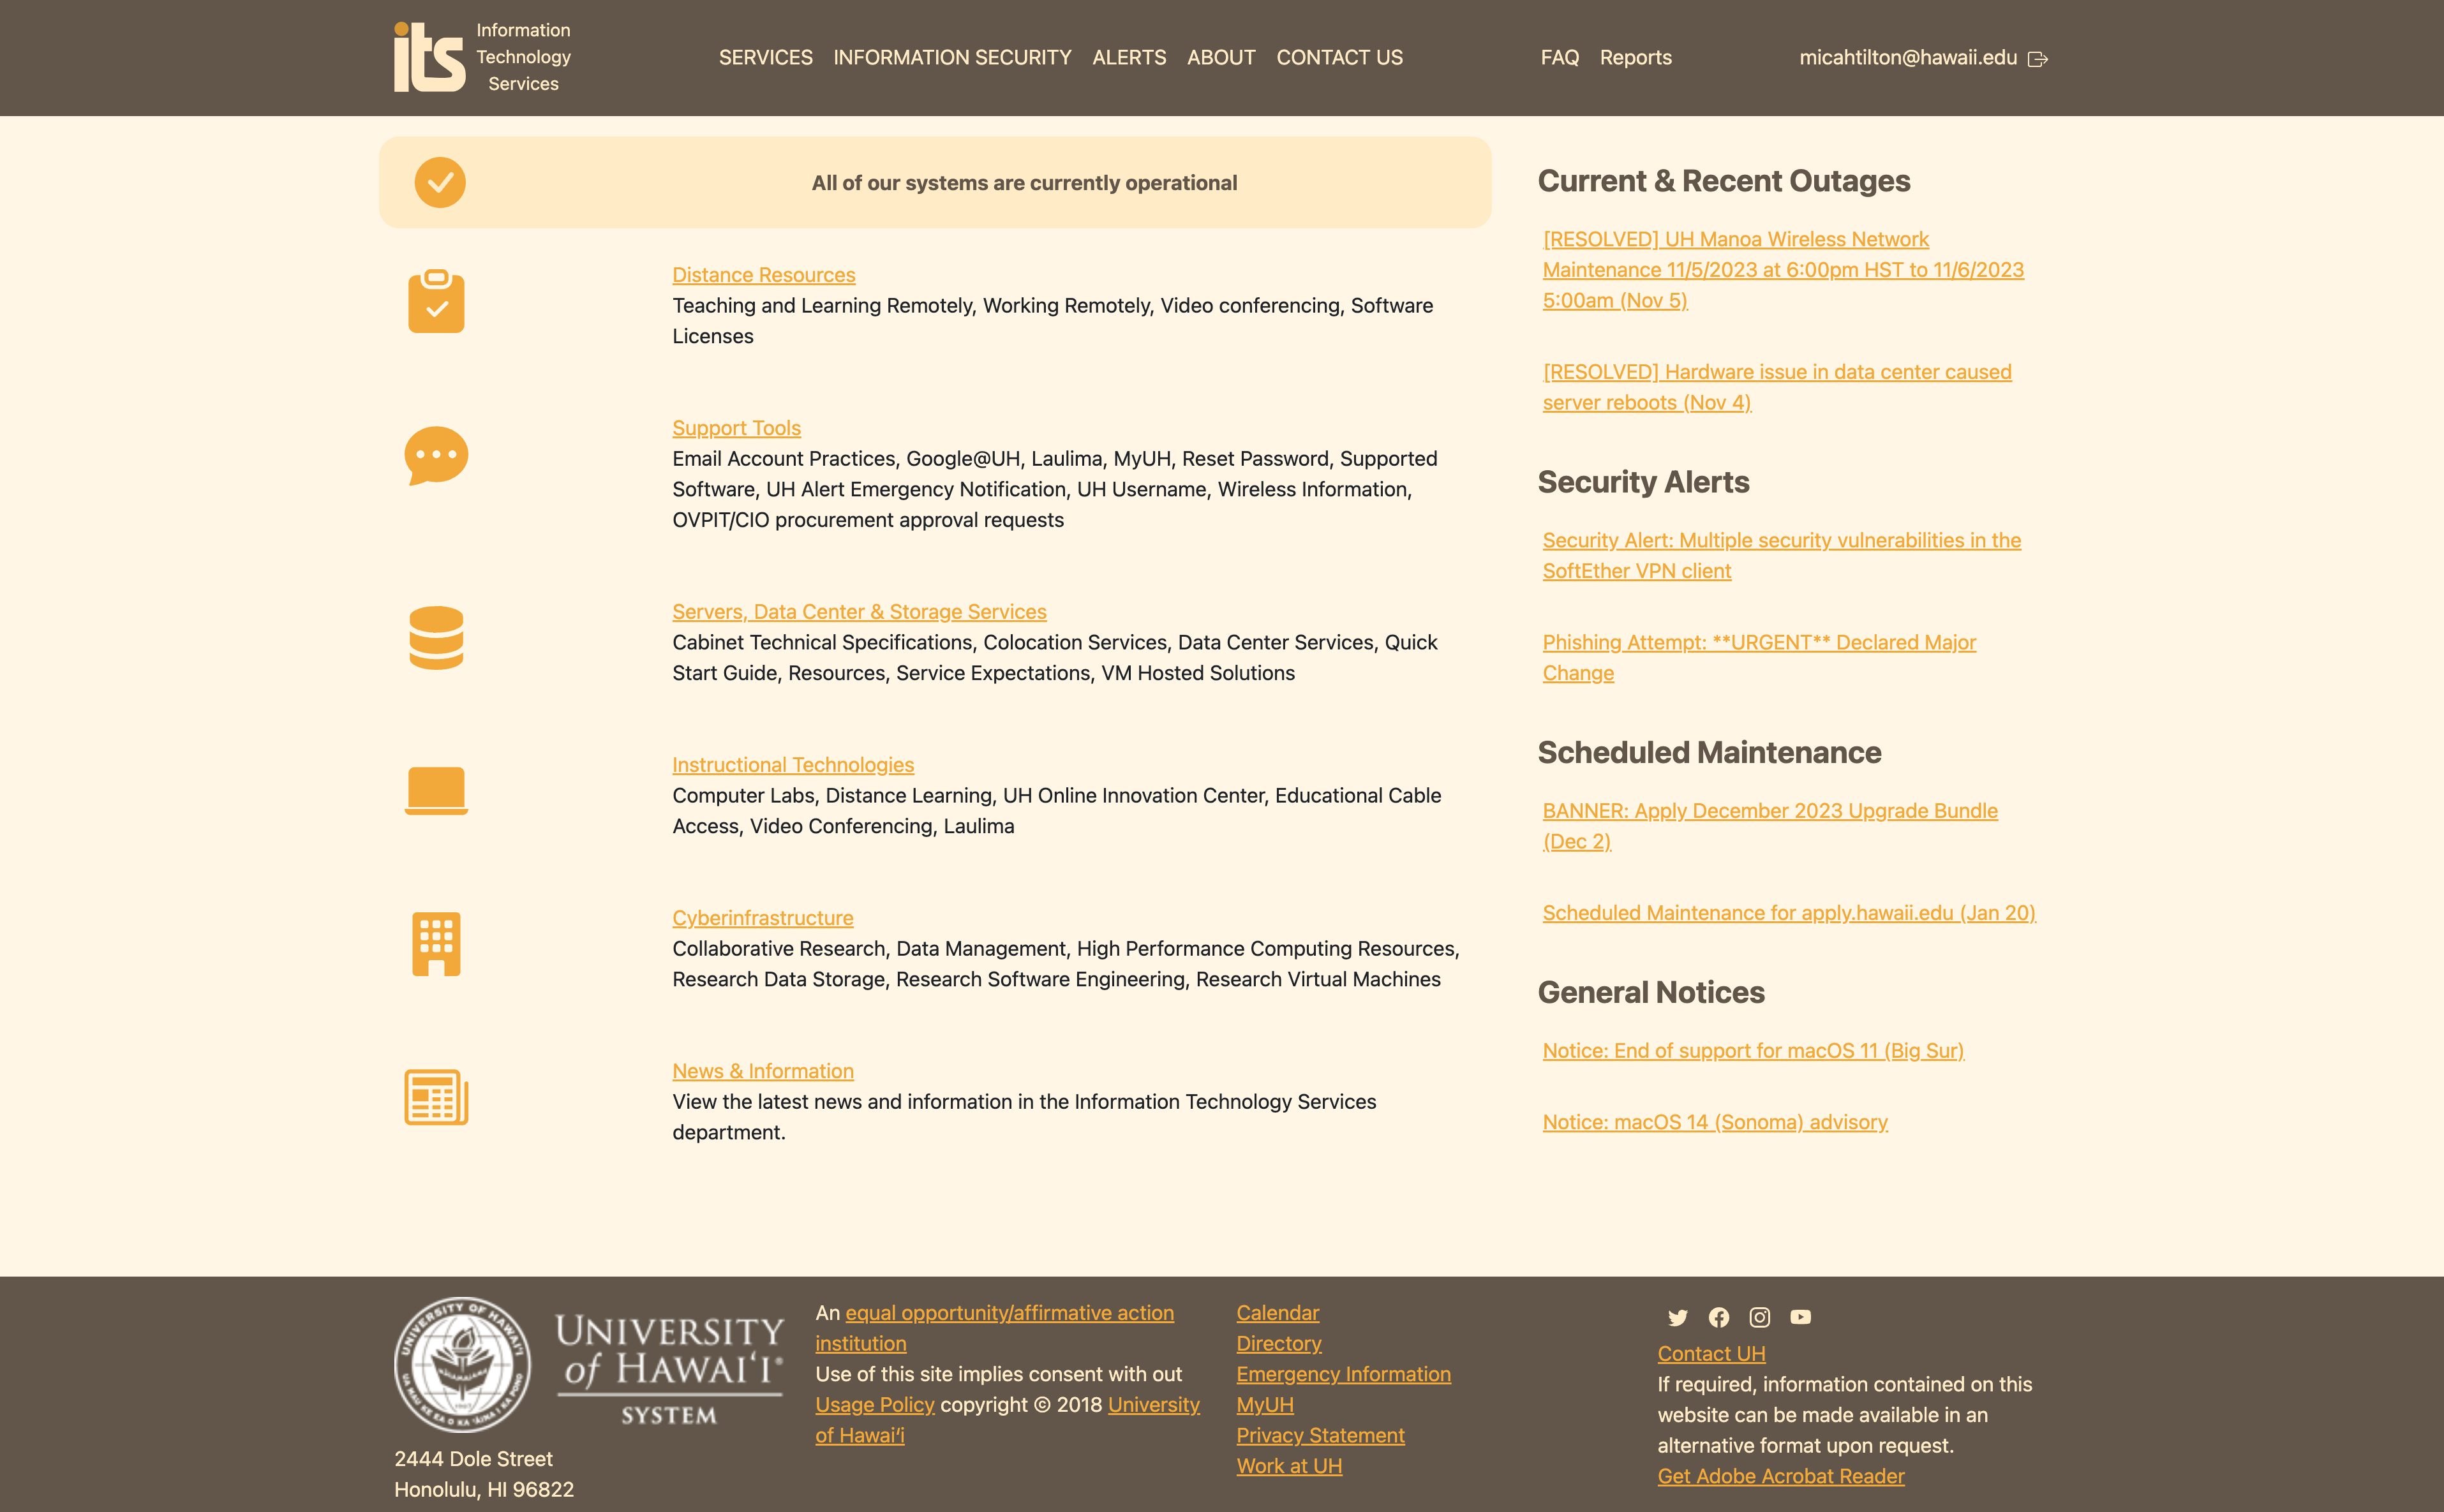 its
Information
Technology
Services
SERVICES INFORMATION SECURITY ALERTS ABOUT CONTACT US FAQ Reports micahtilton@hawaii.edu
All of our systems are currently operational
Distance Resources
Teaching and Learning Remotely, Working Remotely, Video conferencing, Software
Licenses
Support Tools
Email Account Practices, Google@UH, Laulima, MyUH, Reset Password, Supported
Software, UH Alert Emergency Notification, UH Username, Wireless Information,
OVPIT/CIO procurement approval requests
Servers, Data Center & Storage Services
Cabinet Technical Specifications, Colocation Services, Data Center Services, Quick
Start Guide, Resources, Service Expectations, VM Hosted Solutions
Instructional Technologies
Computer Labs, Distance Learning, UH Online Innovation Center, Educational Cable
Access, Video Conferencing, Laulima
Cyberinfrastructure
Collaborative Research, Data Management, High Performance Computing Resources,
Research Data Storage, Research Software Engineering, Research Virtual Machines
News & Information
View the latest news and information in the Information Technology Services
department.
Current & Recent Outages
[RESOLVED] UH Manoa Wireless Network
Maintenance 11/5/2023 at 6:00pm HST to 11/6/2023
5:00am (Nov 5)
[RESOLVED] Hardware issue in data center caused
server reboots (Nov 4)
Security Alerts
Security Alert: Multiple security vulnerabilities in the
SoftEther VPN client
Phishing Attempt: **URGENT** Declared Major
Change
Scheduled Maintenance
BANNER: Apply December 2023 Upgrade Bundle
(Dec 2)
Scheduled Maintenance for apply.hawaii.edu (Jan 20)
General Notices
Notice: End of support for macOS 11 (Big Sur)
Notice: macOS 14 (Sonoma) advisory
UNIVERSITY OF HAWAI‘I
UA MAU KE EA O KA ‘ĀINA I KA PONO
UNIVERSITY
of HAWAI‘I®
SYSTEM
2444 Dole Street
Honolulu, HI 96822
An equal opportunity/affirmative action
institution
Use of this site implies consent with out
Usage Policy copyright © 2018 University
of Hawaiʻi
Calendar
Directory
Emergency Information
MyUH
Privacy Statement
Work at UH
Contact UH
If required, information contained on this
website can be made available in an
alternative format upon request.
Get Adobe Acrobat Reader